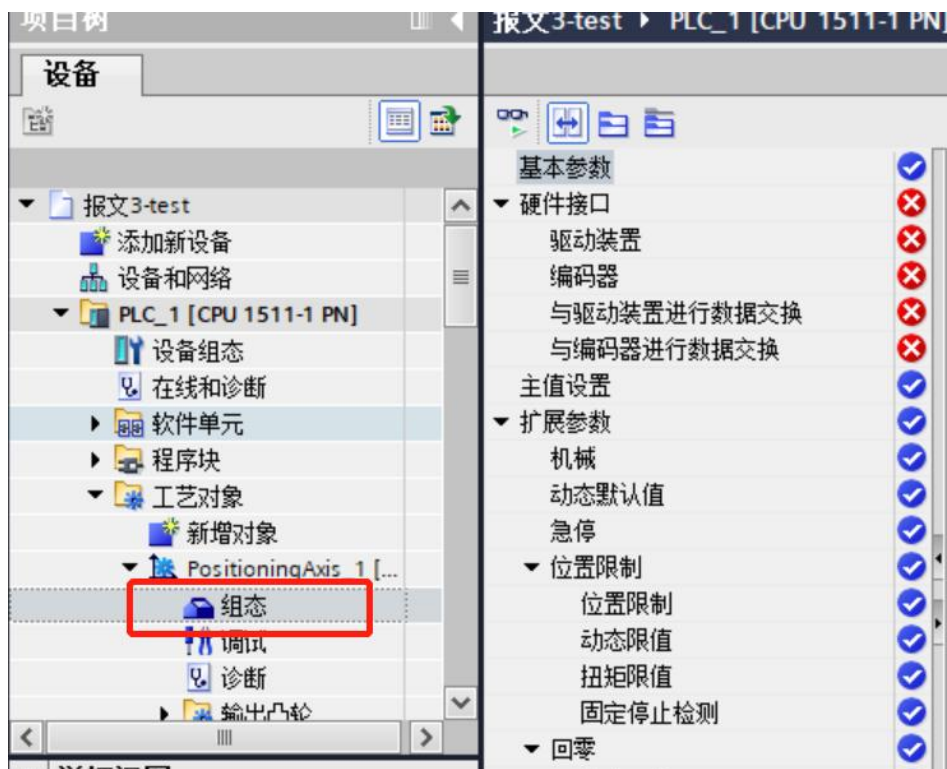 项目树
设备
报文3-test
添加新设备
设备和网络
PLC_1 [CPU 1511-1 PN]
设备组态
在线和诊断
软件单元
程序块
工艺对象
新增对象
PositioningAxis_1 [...
组态
调试
诊断
输出凸轮
报文3-test ▸ PLC_1 [CPU 1511-1 PN]
基本参数
硬件接口
驱动装置
编码器
与驱动装置进行数据交换
与编码器进行数据交换
主值设置
扩展参数
机械
动态默认值
急停
位置限制
位置限制
动态限值
扭矩限值
固定停止检测
回零